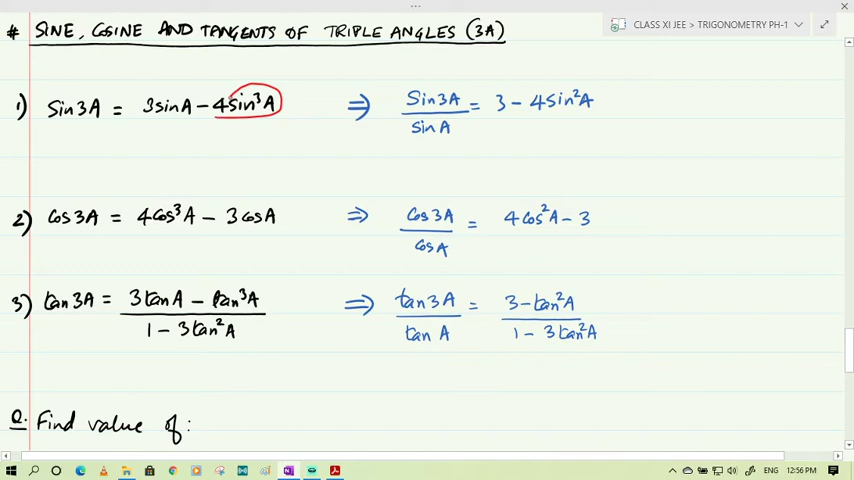 # SINE, COSINE AND TANGENTS OF TRIPLE ANGLES (3A)
CLASS XI JEE > TRIGONOMETRY PH-1
1) Sin3A = 3sinA - 4sin³A ⇒ Sin3A / sinA = 3 - 4sin²A
2) Cos3A = 4cos³A - 3cosA ⇒ Cos3A / cosA = 4cos²A - 3
3) tan3A = 3tanA - tan³A / 1 - 3tan²A ⇒ tan3A / tanA = 3 - tan²A / 1 - 3tan²A
Q. Find value of:
ENG 12:56 PM